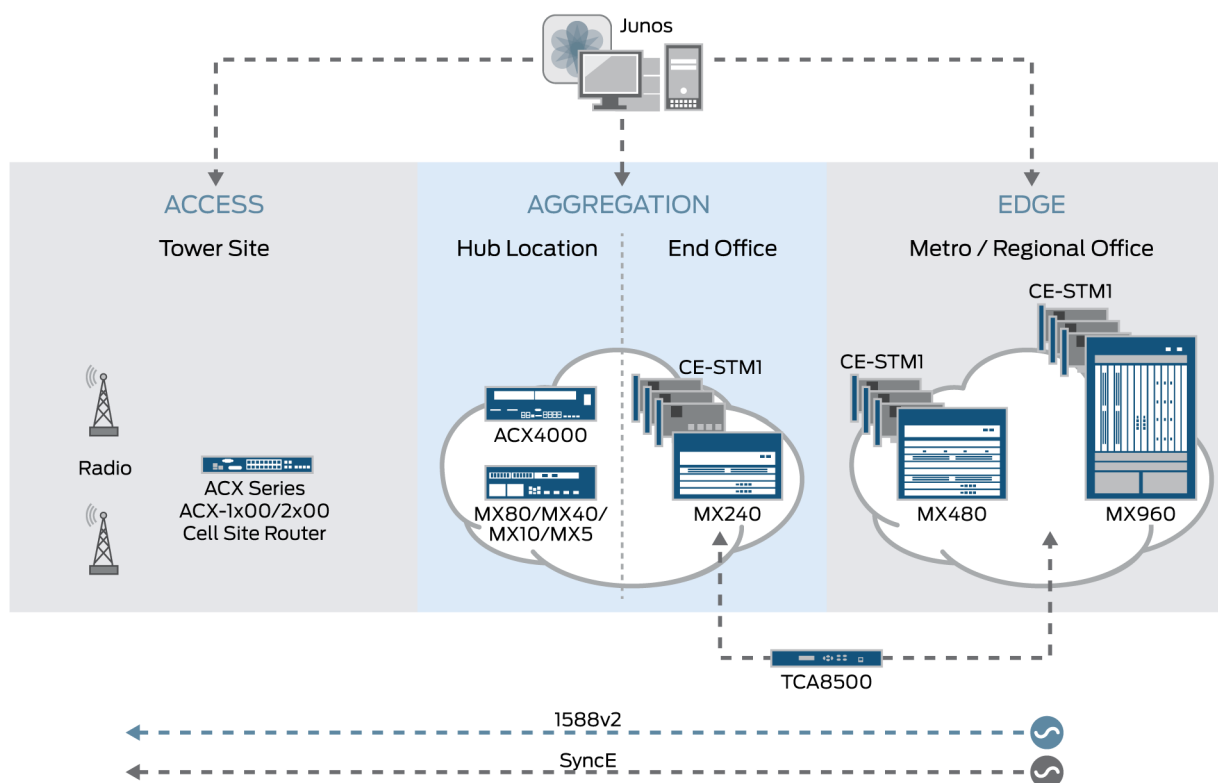 Junos
ACCESS
AGGREGATION
EDGE
Tower Site
Hub Location
End Office
Metro / Regional Office
CE-STM1
CE-STM1
CE-STM1
ACX4000
Radio
ACX Series
ACX-1x00/2x00
Cell Site Router
MX80/MX40/
MX10/MX5
MX240
MX480
MX960
TCA8500
1588v2
SyncE